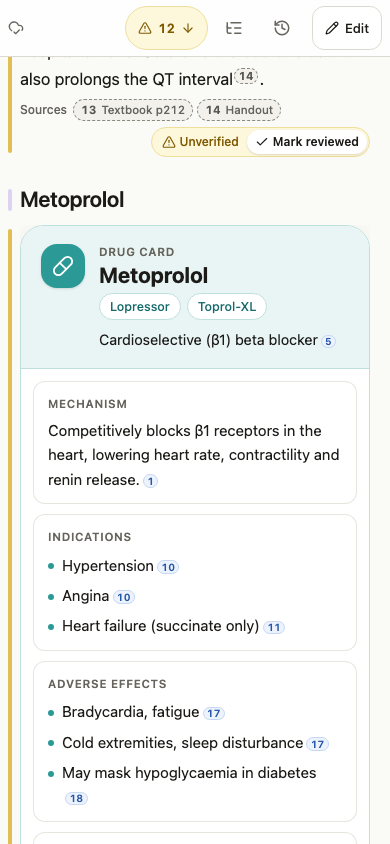 12 ↓
Edit
also prolongs the QT interval 14 .
Sources 13 Textbook p212 14 Handout
Unverified Mark reviewed
Metoprolol
DRUG CARD
Metoprolol
Lopressor Toprol-XL
Cardioselective (β1) beta blocker 5
MECHANISM
Competitively blocks β1 receptors in the
heart, lowering heart rate, contractility and
renin release. 1
INDICATIONS
Hypertension 10
Angina 10
Heart failure (succinate only) 11
ADVERSE EFFECTS
Bradycardia, fatigue 17
Cold extremities, sleep disturbance 17
May mask hypoglycaemia in diabetes
18